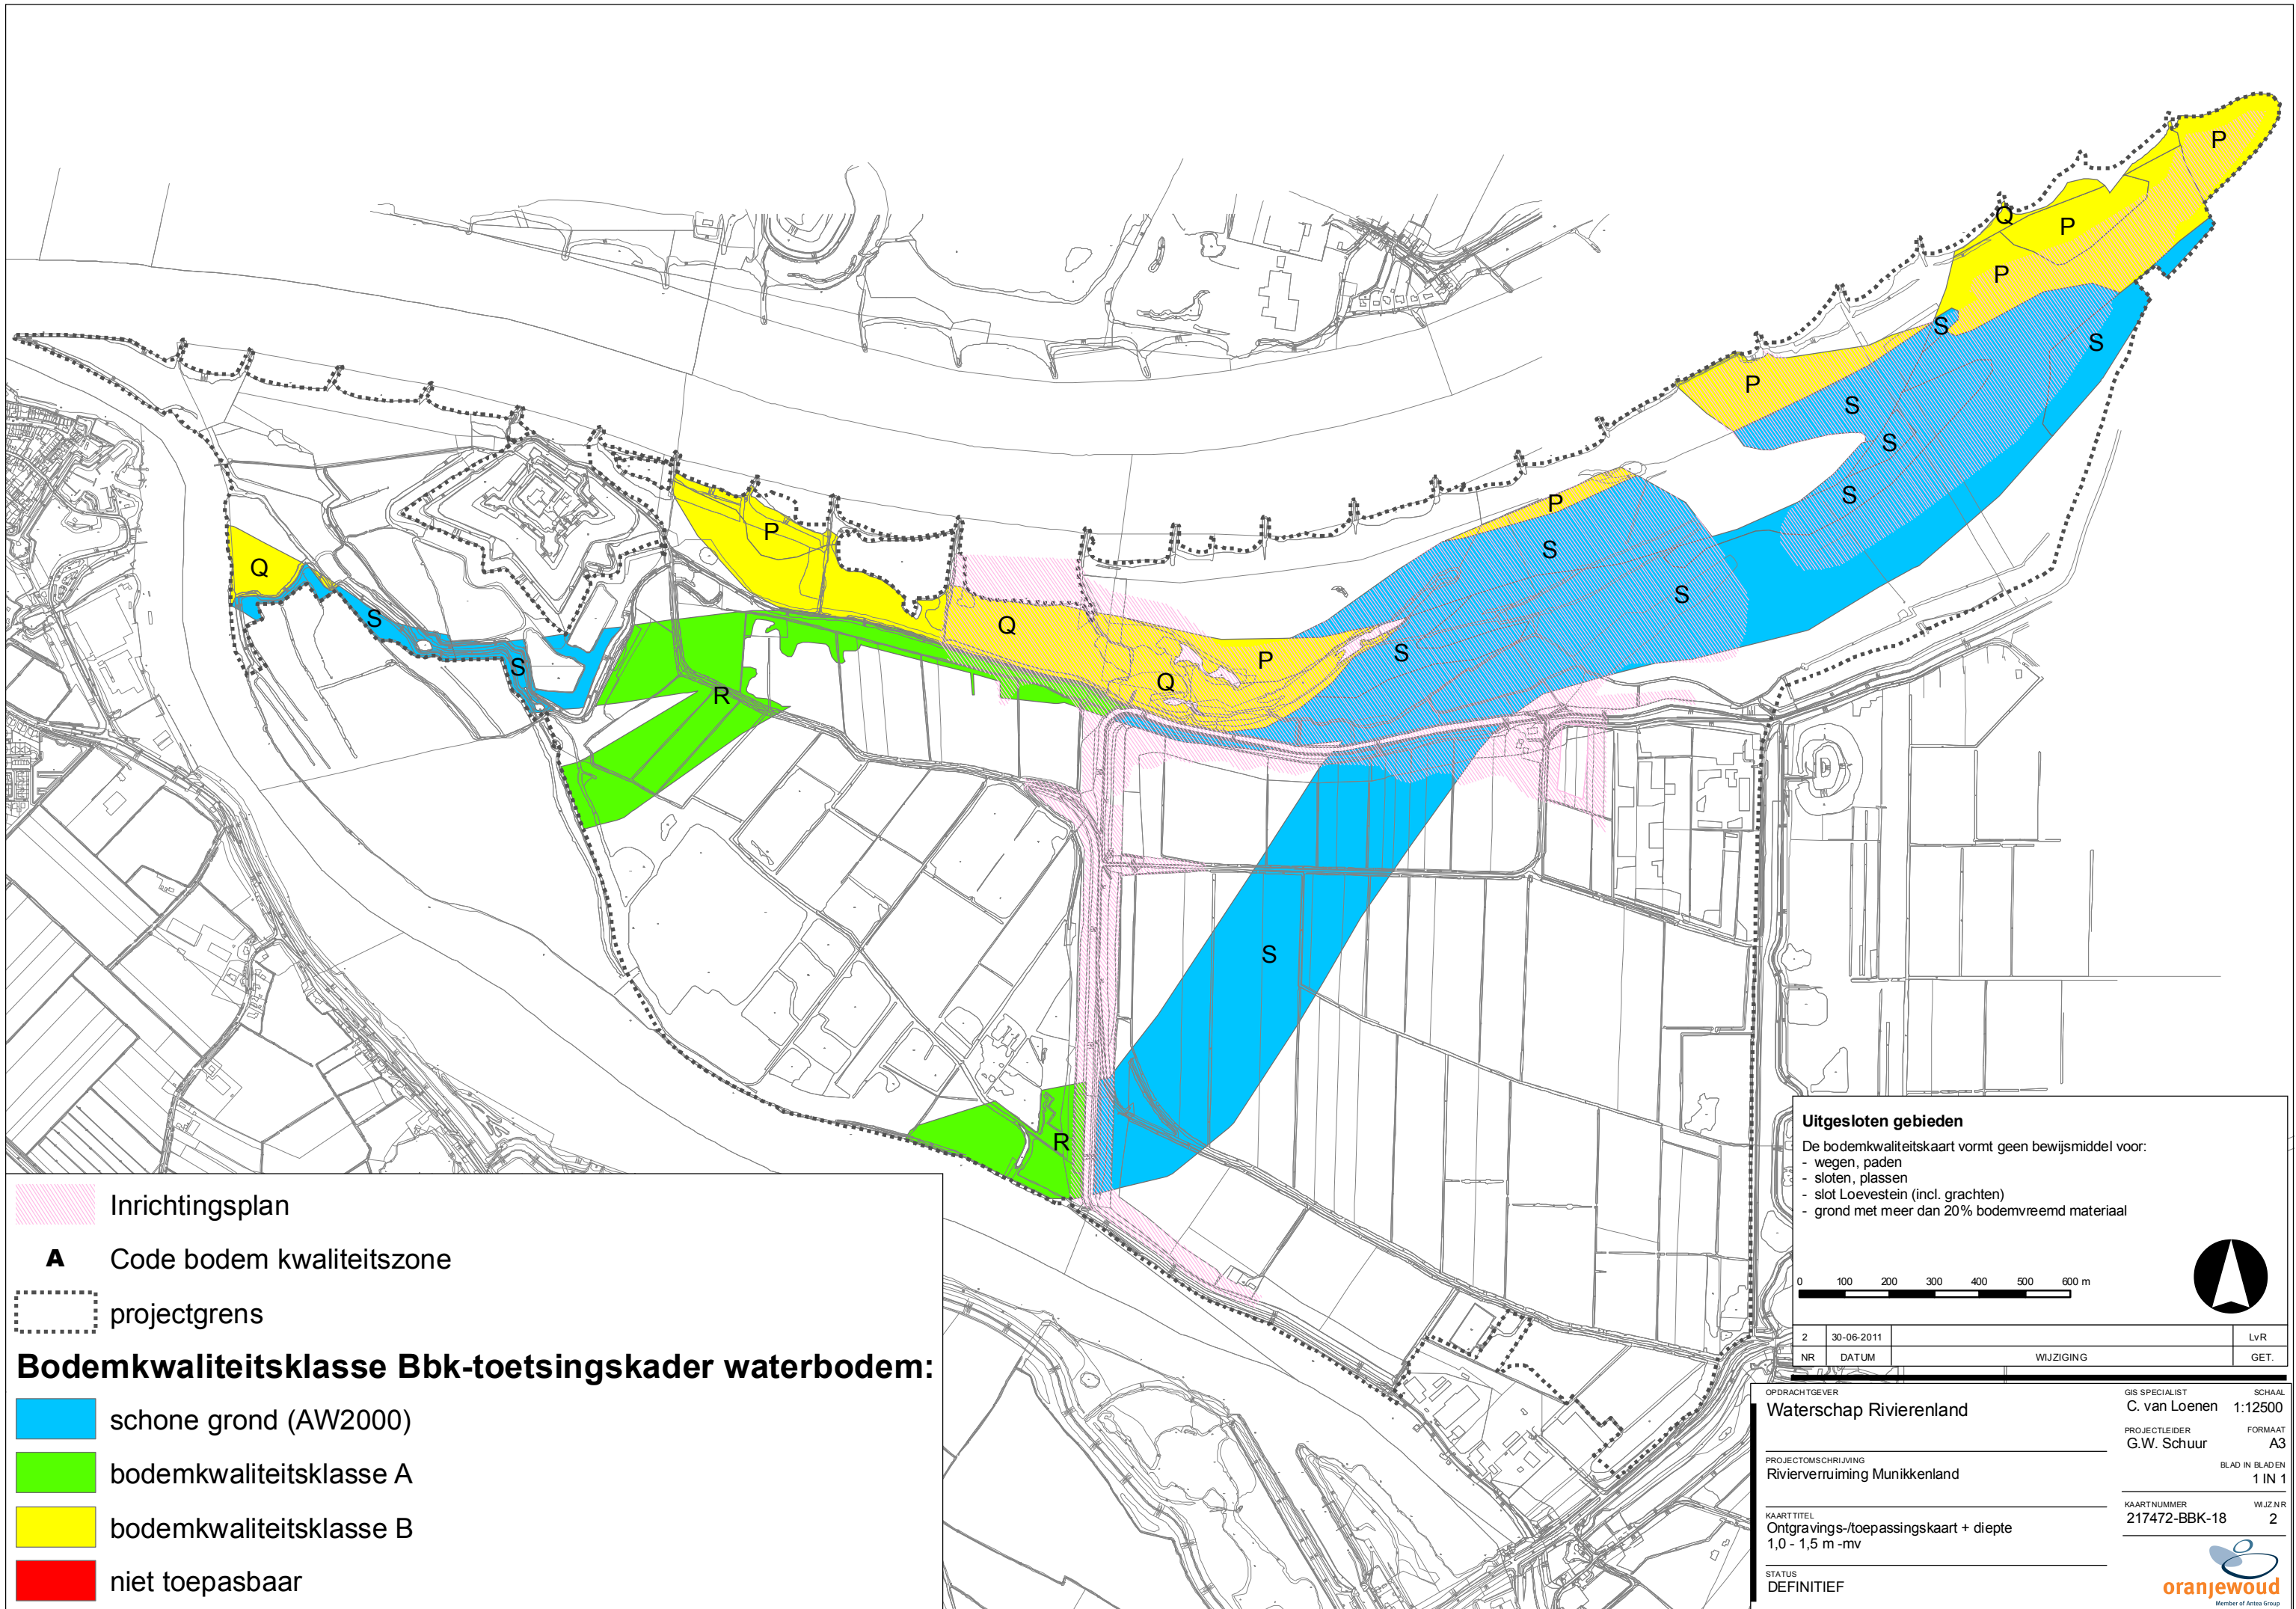 P
Q
P
P
S
S
P
S
S
P
S
P
S
Q
S
Q
S
S
P
S
Q
R
S
R
Inrichtingsplan
A Code bodem kwaliteitszone
projectgrens
Bodemkwaliteitsklasse Bbk-toetsingskader waterbodem:
schone grond (AW2000)
bodemkwaliteitsklasse A
bodemkwaliteitsklasse B
niet toepasbaar
Uitgesloten gebieden
De bodemkwaliteitskaart vormt geen bewijsmiddel voor:
- wegen, paden
- sloten, plassen
- slot Loevestein (incl. grachten)
- grond met meer dan 20% bodemvreemd materiaal
0 100 200 300 400 500 600 m
2 30-06-2011 LvR
NR DATUM WIJZIGING GET.
OPDRACHTGEVER
Waterschap Rivierenland
PROJECTOMSCHRIJVING
Rivierverruiming Munikkenland
KAARTTITEL
Ontgravings-/toepassingskaart + diepte
1,0 - 1,5 m -mv
STATUS
DEFINITIEF
GIS SPECIALIST SCHAAL
C. van Loenen 1:12500
PROJECTLEIDER FORMAAT
G.W. Schuur A3
BLAD IN BLADEN
1 IN 1
KAARTNUMMER WIJZ.NR
217472-BBK-18 2
oranjewoud
Member of Antea Group